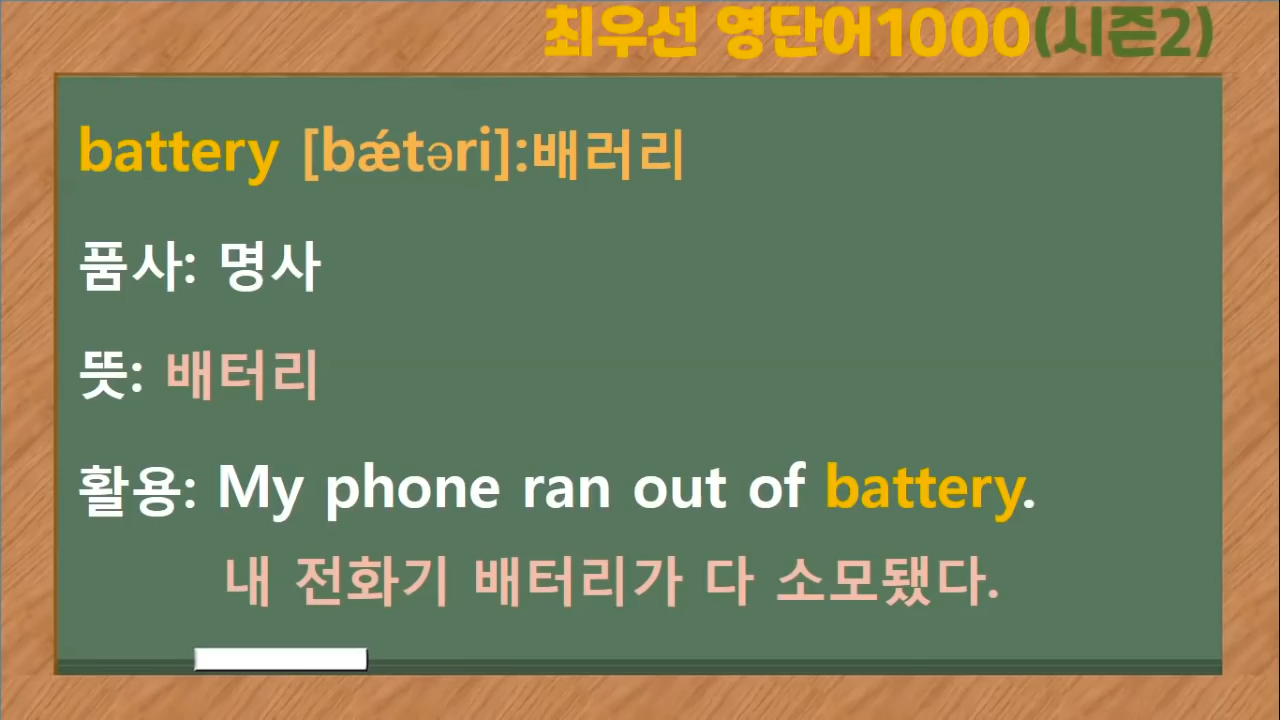 최우선 영단어1000(시즌2)
battery [bǽtəri]:배러리
품사: 명사
뜻: 배터리
활용: My phone ran out of battery.
내 전화기 배터리가 다 소모됐다.